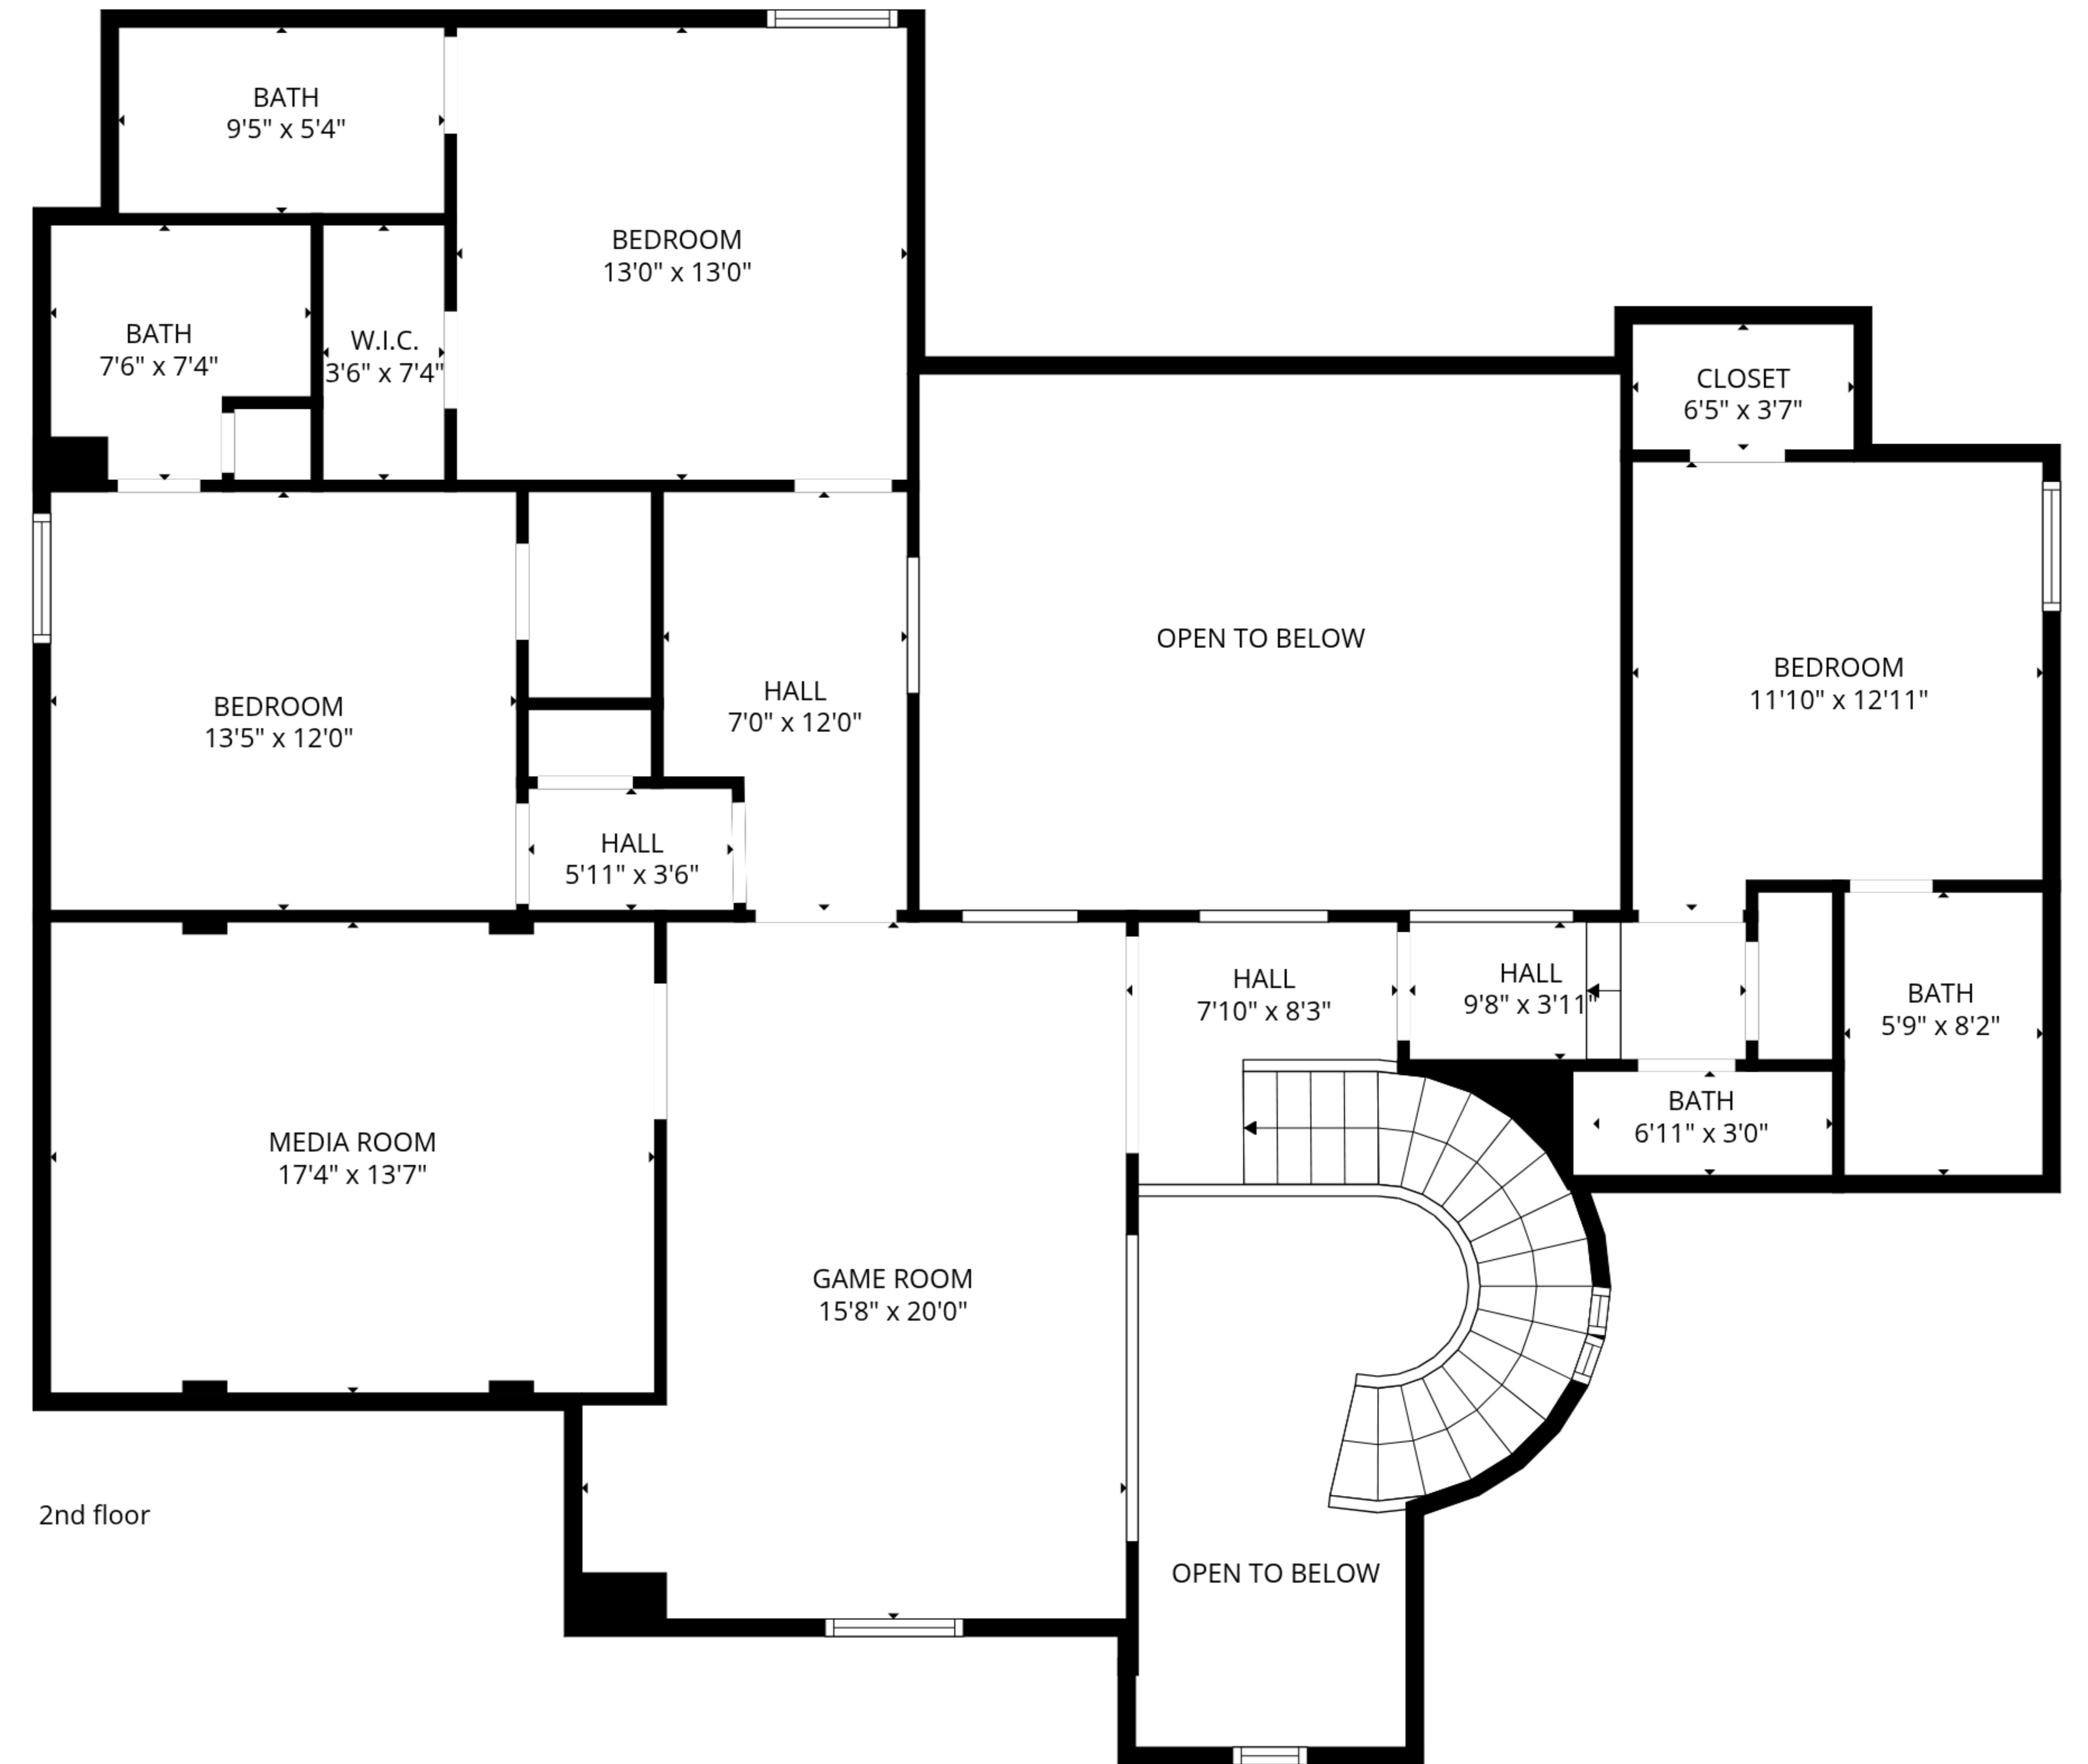 BATH
9'5" x 5'4"
BEDROOM
13'0" x 13'0"
BATH
7'6" x 7'4"
W.I.C.
3'6" x 7'4"
CLOSET
6'5" x 3'7"
OPEN TO BELOW
BEDROOM
11'10" x 12'11"
HALL
7'0" x 12'0"
BEDROOM
13'5" x 12'0"
HALL
5'11" x 3'6"
HALL
7'10" x 8'3"
HALL
9'8" x 3'11"
BATH
5'9" x 8'2"
BATH
6'11" x 3'0"
MEDIA ROOM
17'4" x 13'7"
GAME ROOM
15'8" x 20'0"
2nd floor
OPEN TO BELOW